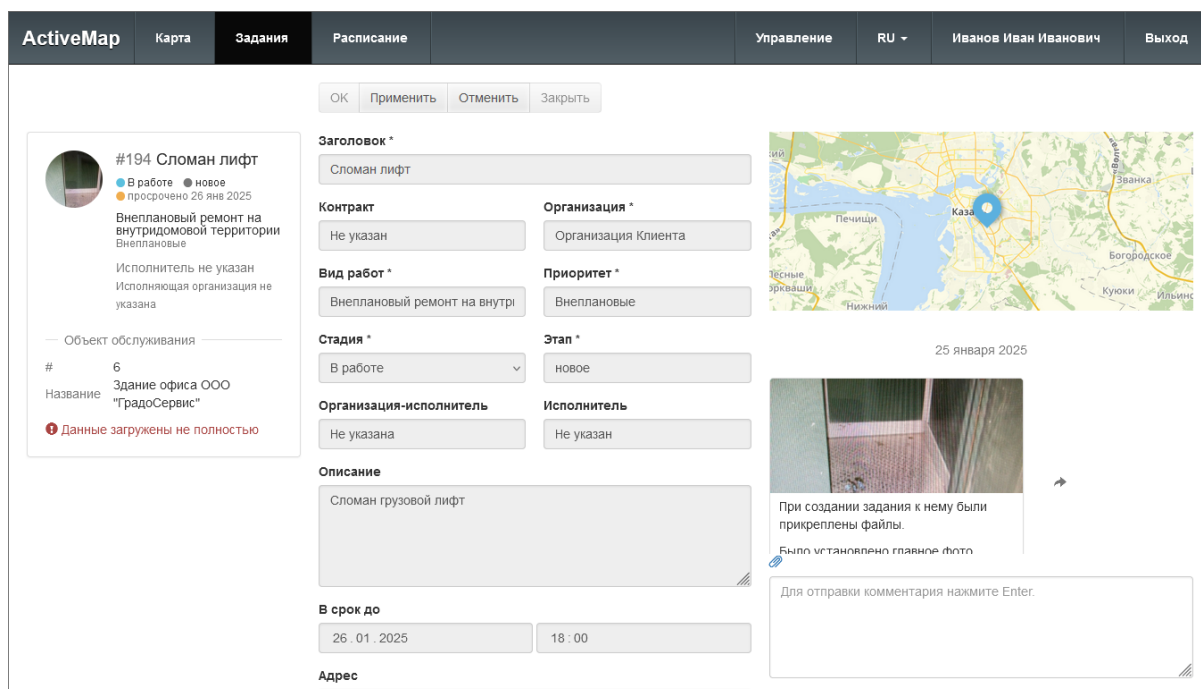 ActiveMap Карта Задания Расписание Управление RU Иванов Иван Иванович Выход
ОК Применить Отменить Закрыть
#194 Сломан лифт
В работе новое
просрочено 26 янв 2025
Внеплановый ремонт на
внутридомовой территории
Внеплановые
Исполнитель не указан
Исполняющая организация не
указана
Объект обслуживания
# 6
Название Здание офиса ООО
"ГрадоСервис"
Данные загружены не полностью
Заголовок *
Сломан лифт
Контракт Организация *
Не указан Организация Клиента
Вид работ * Приоритет *
Внеплановый ремонт на внутри Внеплановые
Стадия * Этап *
В работе новое
Организация-исполнитель Исполнитель
Не указана Не указан
Описание
Сломан грузовой лифт
В срок до
26 . 01 . 2025 18 : 00
Адрес
Званка
Печищи
Каза
Богородское
Куюки
Нижний
25 января 2025
При создании задания к нему были
прикреплены файлы.
Было установлено главное фото
Для отправки комментария нажмите Enter.